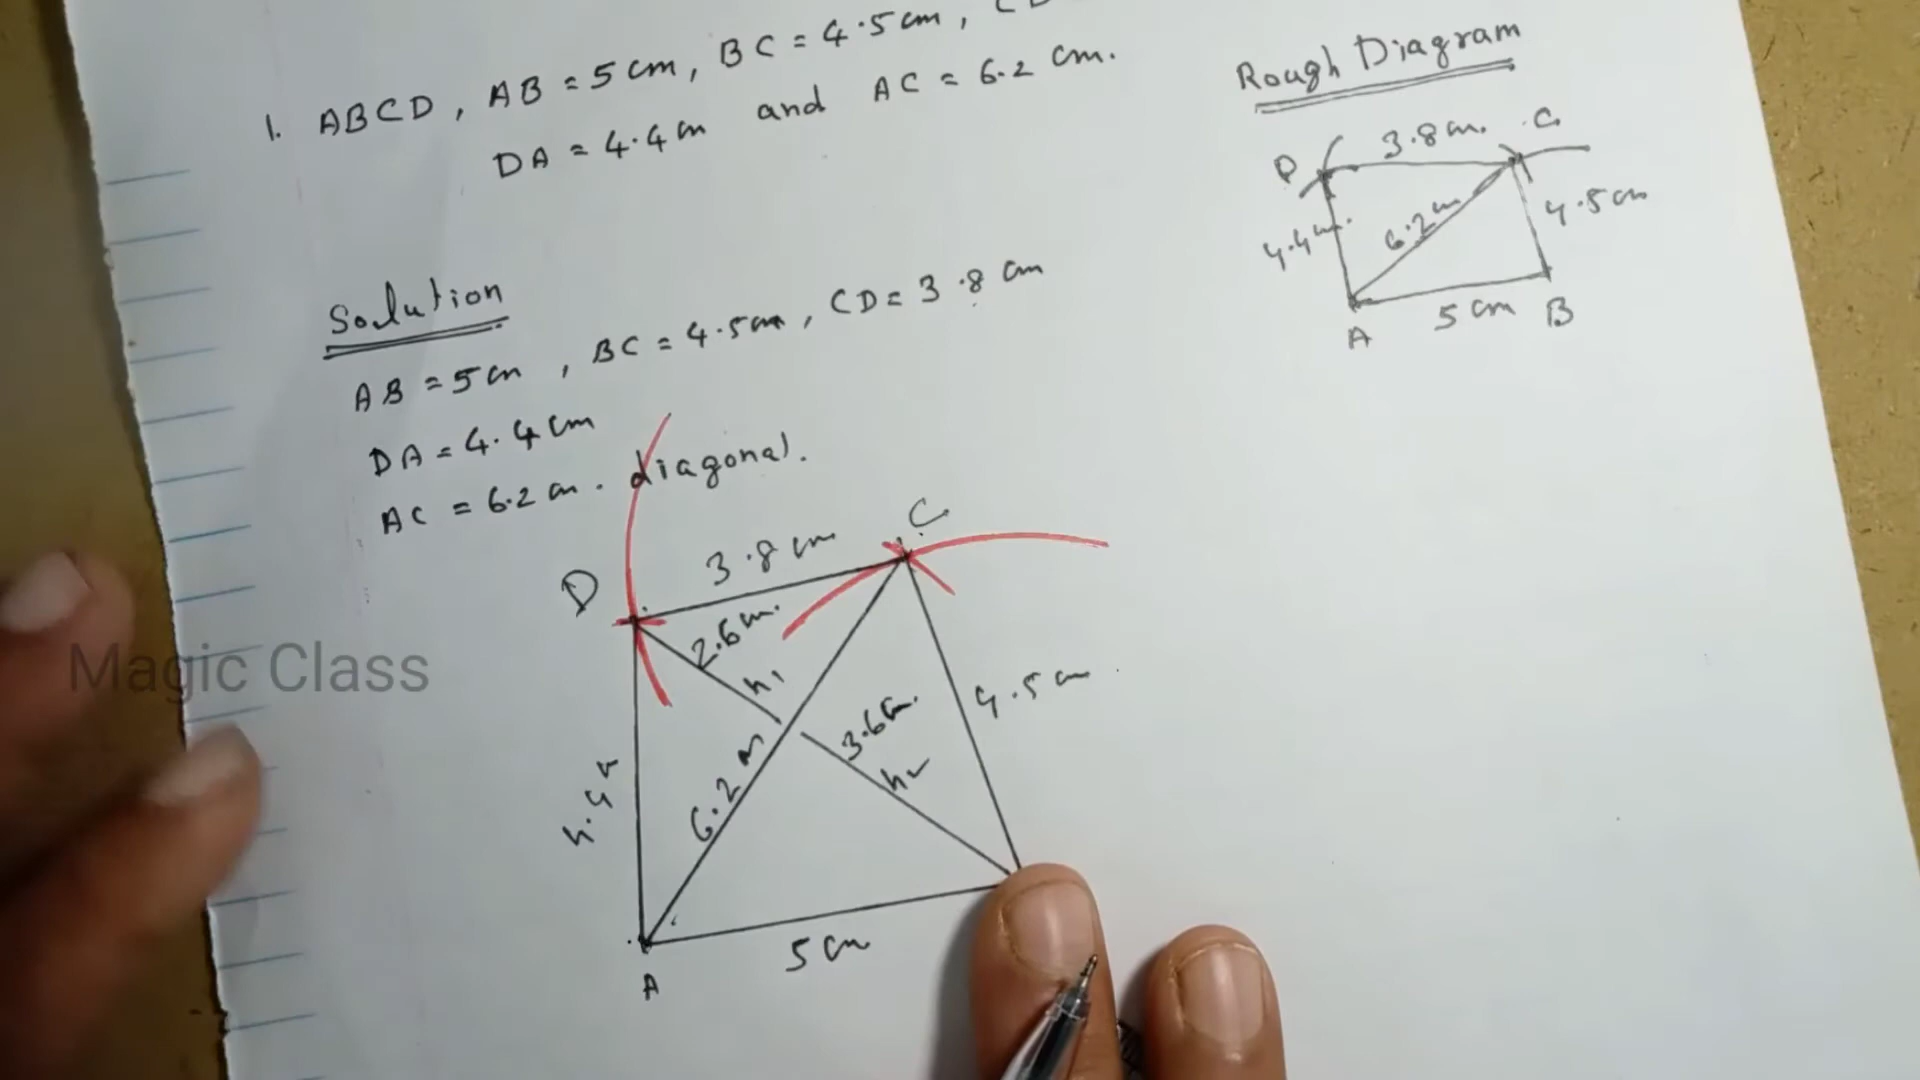 1. ABCD, AB = 5 cm, BC = 4.5 cm, CD
DA = 4.4 cm and AC = 6.2 cm.
Rough Diagram
D 3.8 cm. C
4.4 cm. 6.2 cm 4.5 cm
A 5 cm B
Solution
AB = 5 cm, BC = 4.5 cm, CD = 3.8 cm
DA = 4.4 cm
AC = 6.2 cm. diagonal.
D 3.8 cm C
2.6 cm.
h1
Magic Class
6.2 cm 3.6 cm. 4.5 cm
h2
4.4
5 cm
A